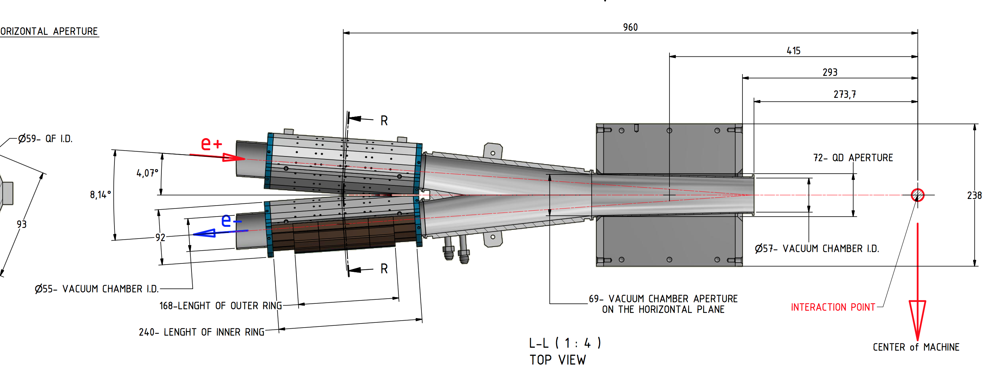 ORIZONTAL APERTURE
960
415
293
273,7
R
Ø59- QF I.D.
e+
72- QD APERTURE
4,07°
8,14°
238
93
e-
92
Ø57- VACUUM CHAMBER I.D.
R
Ø55- VACUUM CHAMBER I.D.
168-LENGHT OF OUTER RING
69- VACUUM CHAMBER APERTURE
ON THE HORIZONTAL PLANE
INTERACTION POINT
240- LENGHT OF INNER RING
L-L ( 1 : 4 )
TOP VIEW
CENTER of MACHINE